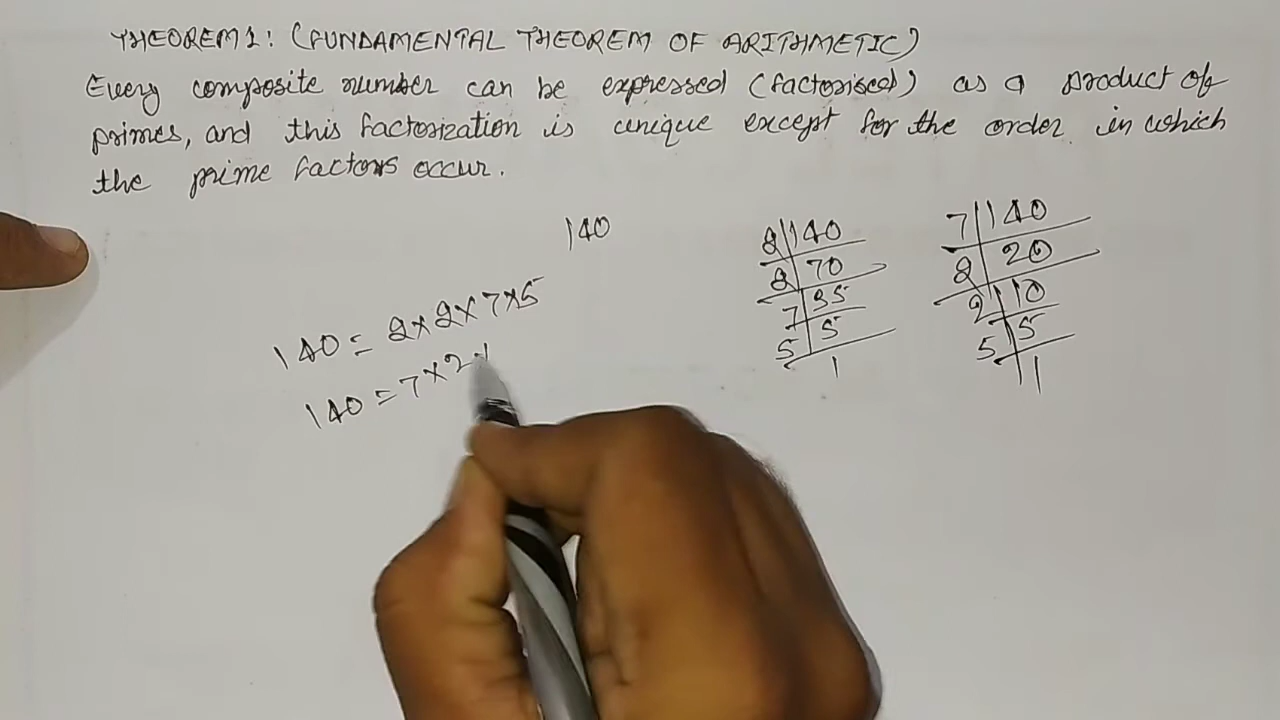 THEOREM1: (FUNDAMENTAL THEOREM OF ARITHMETIC)
Every composite number can be expressed (factorised) as a product of
primes, and this factorization is unique except for the order in which
the prime factors occur.
140
140 = 2×2×7×5
140 = 7×2×
2|140
2|70
7|35
5|5
1
7|140
2|20
2|10
5|5
1